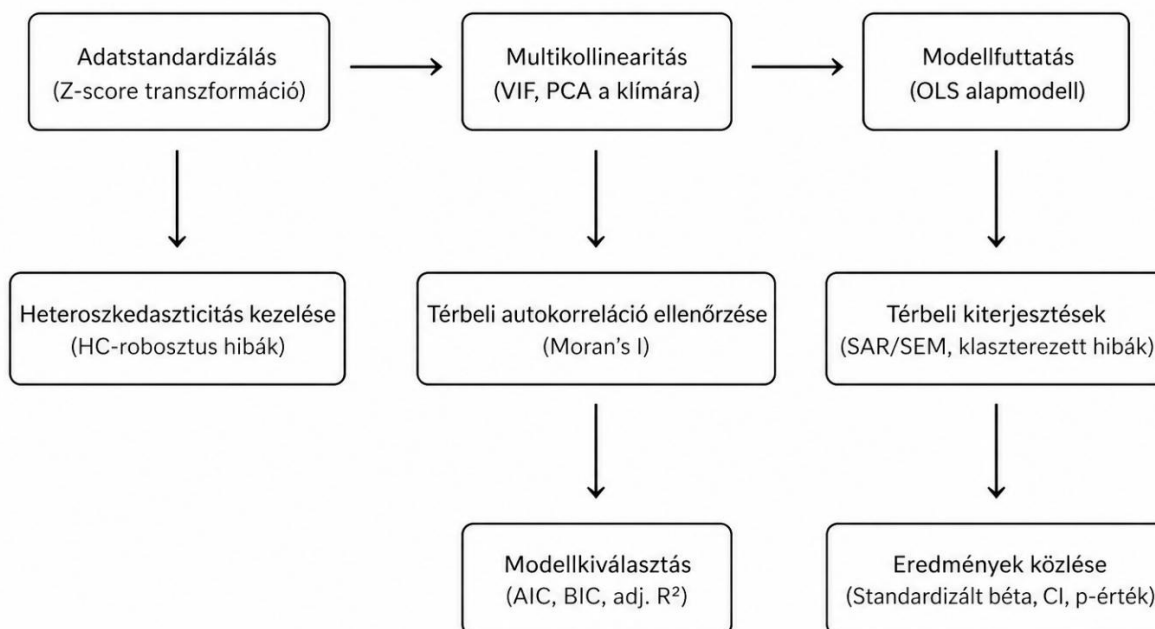 Adatstandardizálás
(Z-score transzformáció)
Multikollinearitás
(VIF, PCA a klímára)
Modellfuttatás
(OLS alapmodell)
Heteroszkedaszticitás kezelése
(HC-robosztus hibák)
Térbeli autokorreláció ellenőrzése
(Moran's I)
Térbeli kiterjesztések
(SAR/SEM, klaszterezett hibák)
Modellkiválasztás
(AIC, BIC, adj. R²)
Eredmények közlése
(Standardizált béta, CI, p-érték)